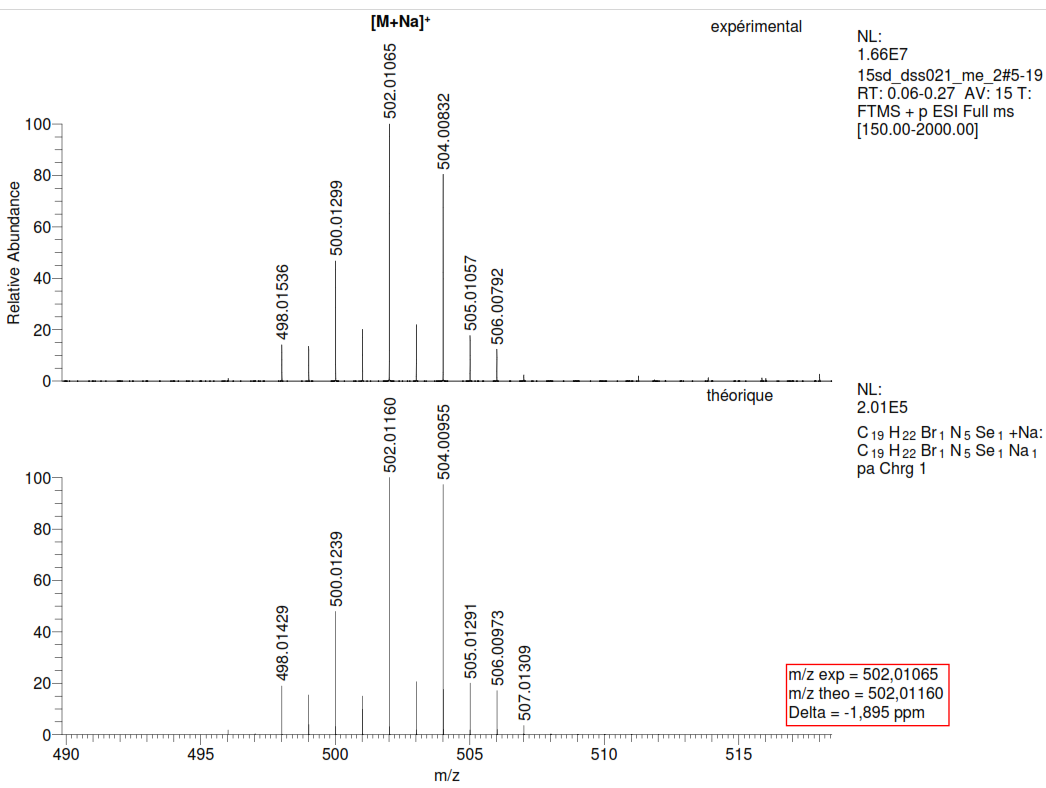 [M+Na]+
expérimental
NL:
1.66E7
15sd_dss021_me_2#5-19
RT: 0.06-0.27 AV: 15 T:
FTMS + p ESI Full ms
[150.00-2000.00]
502.01065
504.00832
500.01299
498.01536
505.01057
506.00792
100
80
60
40
20
0
Relative Abundance
théorique
NL:
2.01E5
C 19 H 22 Br 1 N 5 Se 1 +Na:
C 19 H 22 Br 1 N 5 Se 1 Na 1
pa Chrg 1
502.01160
504.00955
500.01239
498.01429
505.01291
506.00973
507.01309
100
80
60
40
20
0
m/z exp = 502,01065
m/z theo = 502,01160
Delta = -1,895 ppm
490 495 500 505 510 515
m/z